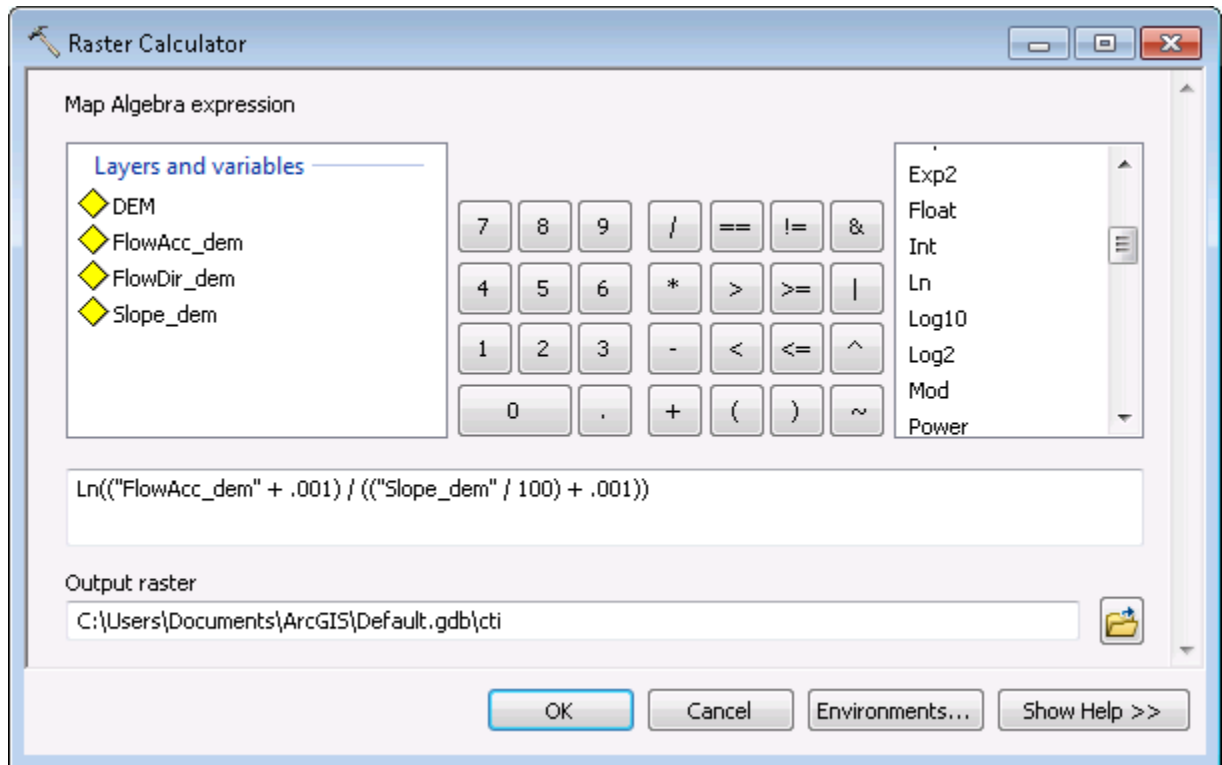 Raster Calculator
Map Algebra expression
Layers and variables
DEM
FlowAcc_dem
FlowDir_dem
Slope_dem
7 8 9 / == != &
4 5 6 * > >= |
1 2 3 - < <= ^
0 . + ( ) ~
Exp2
Float
Int
Ln
Log10
Log2
Mod
Power
Ln(("FlowAcc_dem" + .001) / (("Slope_dem" / 100) + .001))
Output raster
C:\Users\Documents\ArcGIS\Default.gdb\cti
OK Cancel Environments... Show Help >>